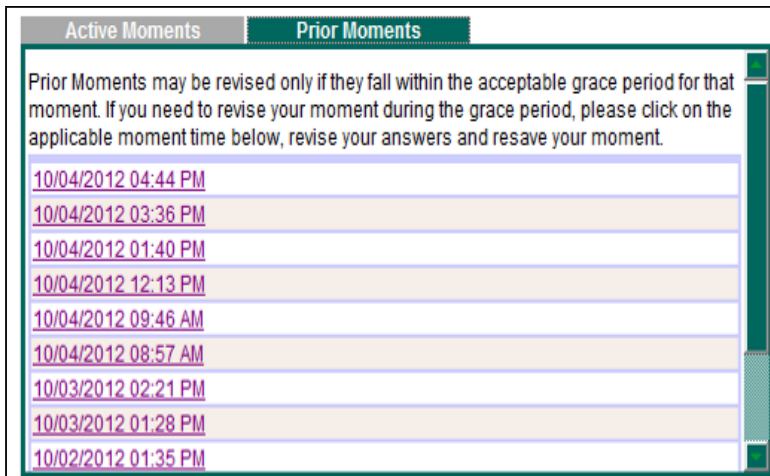 Active Moments
Prior Moments
Prior Moments may be revised only if they fall within the acceptable grace period for that
moment. If you need to revise your moment during the grace period, please click on the
applicable moment time below, revise your answers and resave your moment.
10/04/2012 04:44 PM
10/04/2012 03:36 PM
10/04/2012 01:40 PM
10/04/2012 12:13 PM
10/04/2012 09:46 AM
10/04/2012 08:57 AM
10/03/2012 02:21 PM
10/03/2012 01:28 PM
10/02/2012 01:35 PM